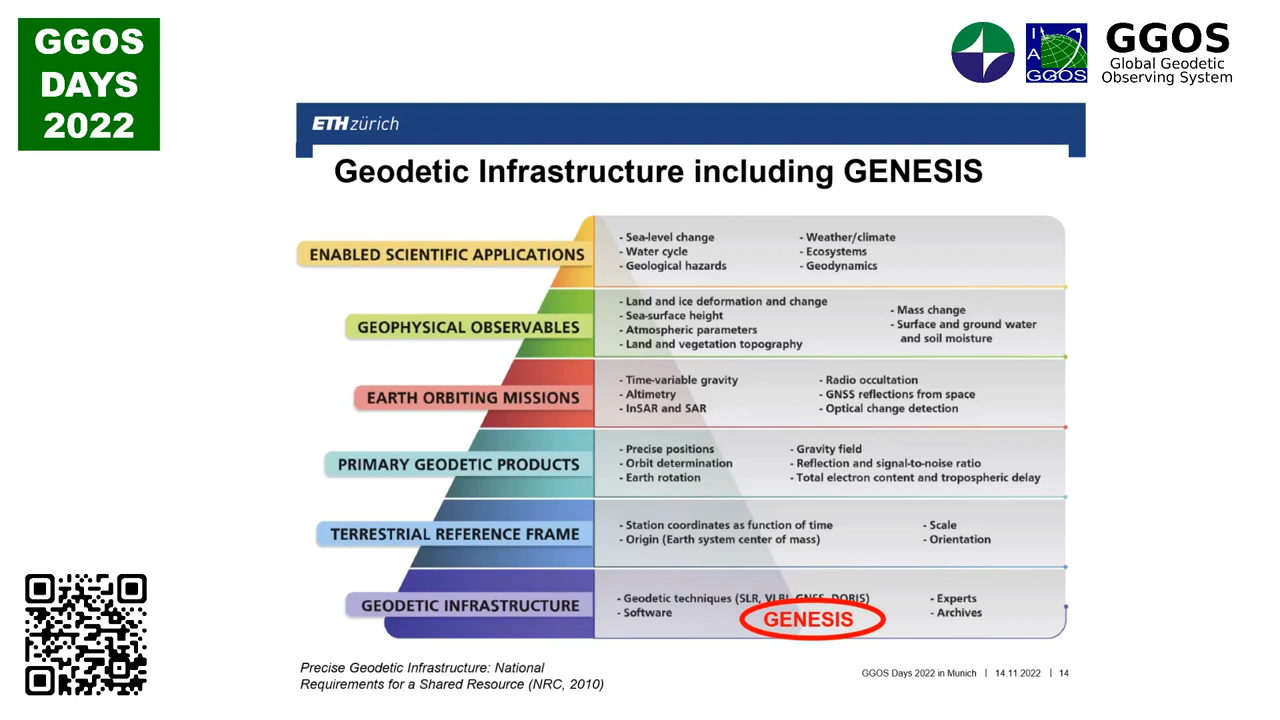 GGOS
DAYS
2022
I
A
G
GGOS
GGOS
Global Geodetic
Observing System
ETH zürich
Geodetic Infrastructure including GENESIS
ENABLED SCIENTIFIC APPLICATIONS
- Sea-level change
- Water cycle
- Geological hazards
- Weather/climate
- Ecosystems
- Geodynamics
GEOPHYSICAL OBSERVABLES
- Land and ice deformation and change
- Sea-surface height
- Atmospheric parameters
- Land and vegetation topography
- Mass change
- Surface and ground water
and soil moisture
EARTH ORBITING MISSIONS
- Time-variable gravity
- Altimetry
- InSAR and SAR
- Radio occultation
- GNSS reflections from space
- Optical change detection
PRIMARY GEODETIC PRODUCTS
- Precise positions
- Orbit determination
- Earth rotation
- Gravity field
- Reflection and signal-to-noise ratio
- Total electron content and tropospheric delay
TERRESTRIAL REFERENCE FRAME
- Station coordinates as function of time
- Origin (Earth system center of mass)
- Scale
- Orientation
GEODETIC INFRASTRUCTURE
- Geodetic techniques (SLR, VLBI, GNSS, DORIS)
- Software
- Experts
- Archives
GENESIS
Precise Geodetic Infrastructure: National
Requirements for a Shared Resource (NRC, 2010)
GGOS Days 2022 in Munich | 14.11.2022 | 14